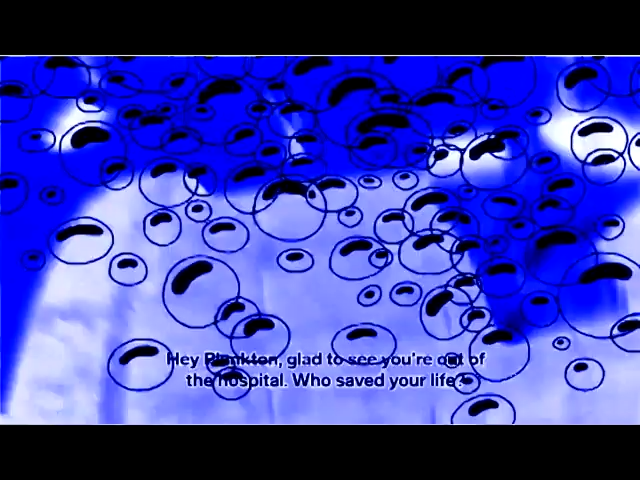 Hey Plankton, glad to see you're out of
the hospital. Who saved your life?